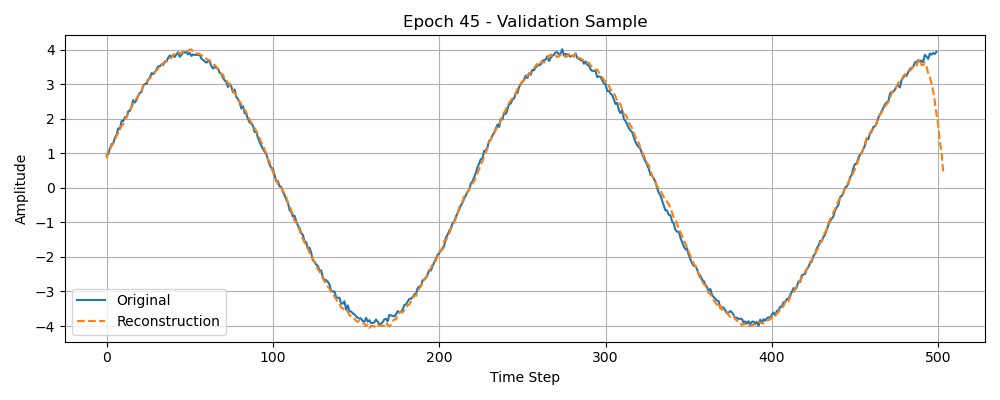 Epoch 45 - Validation Sample
Amplitude
4
3
2
1
0
−1
−2
−3
−4
Original
Reconstruction
0 100 200 300 400 500
Time Step